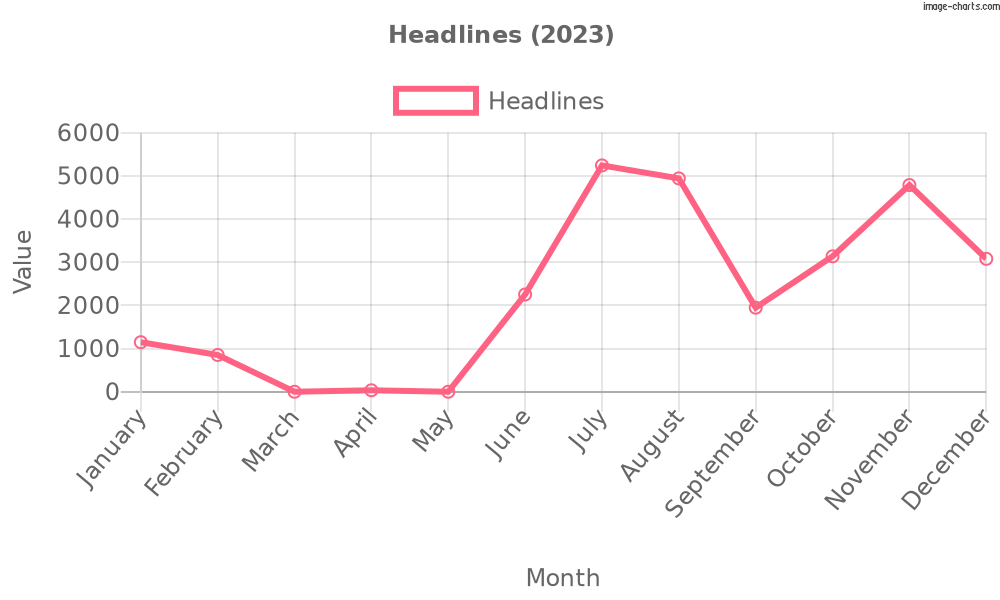 image-charts.com
Headlines (2023)
Headlines
6000
5000
4000
3000
2000
1000
0
Value
January
February
March
April
May
June
July
August
September
October
November
December
Month